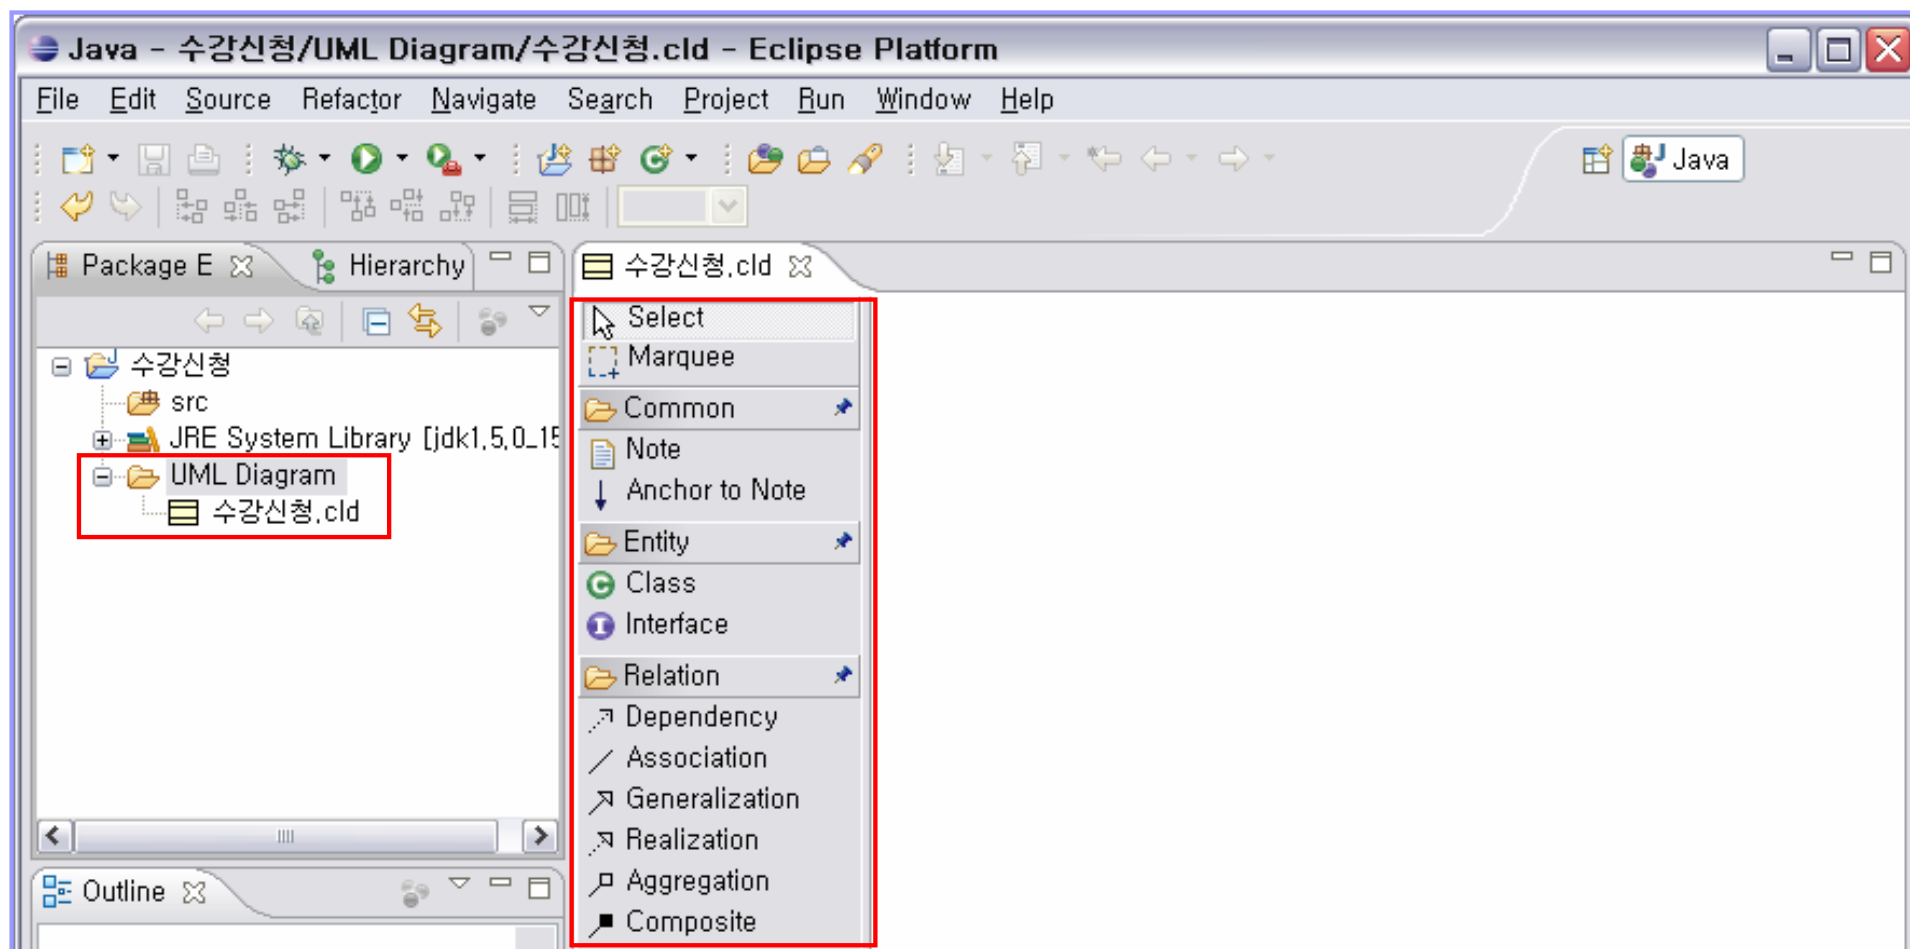 Java - 수강신청/UML Diagram/수강신청.cld - Eclipse Platform
File Edit Source Refactor Navigate Search Project Run Window Help
Java
Package E Hierarchy
수강신청
src
JRE System Library [jdk1,5,0_15
UML Diagram
수강신청,cld
Outline
수강신청,cld
Select
Marquee
Common
Note
Anchor to Note
Entity
Class
Interface
Relation
Dependency
Association
Generalization
Realization
Aggregation
Composite